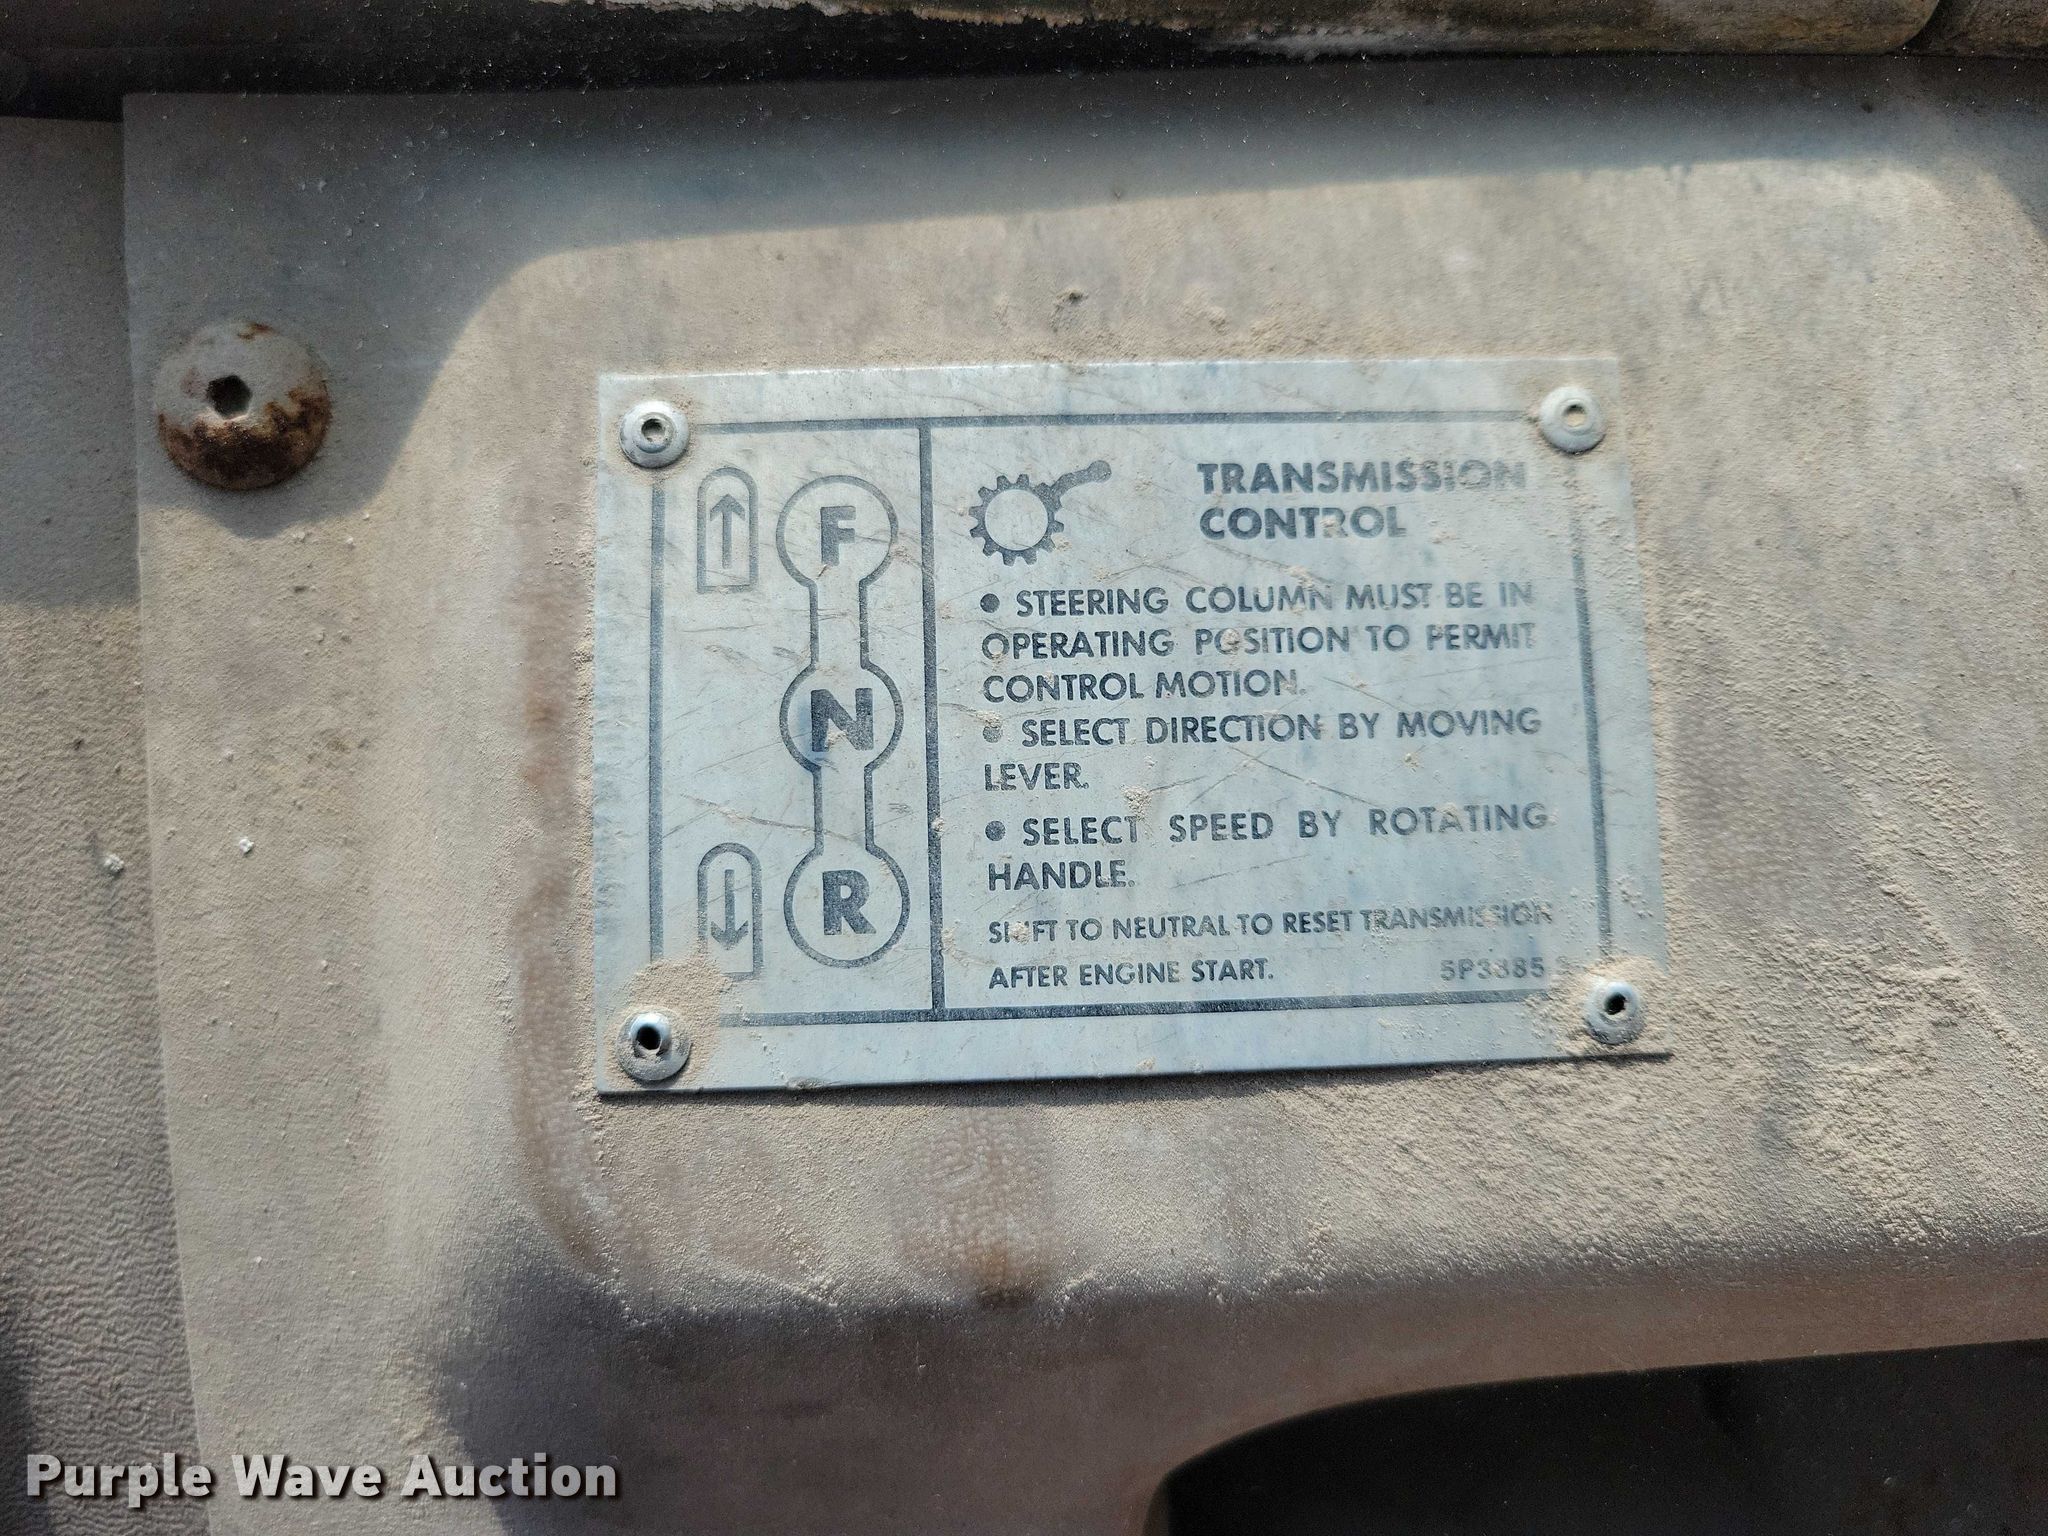 F
N
R
TRANSMISSION
CONTROL
• STEERING COLUMN MUST BE IN
OPERATING POSITION TO PERMIT
CONTROL MOTION.
• SELECT DIRECTION BY MOVING
LEVER.
• SELECT SPEED BY ROTATING
HANDLE.
SHIFT TO NEUTRAL TO RESET TRANSMISSION
AFTER ENGINE START.
Purple Wave Auction